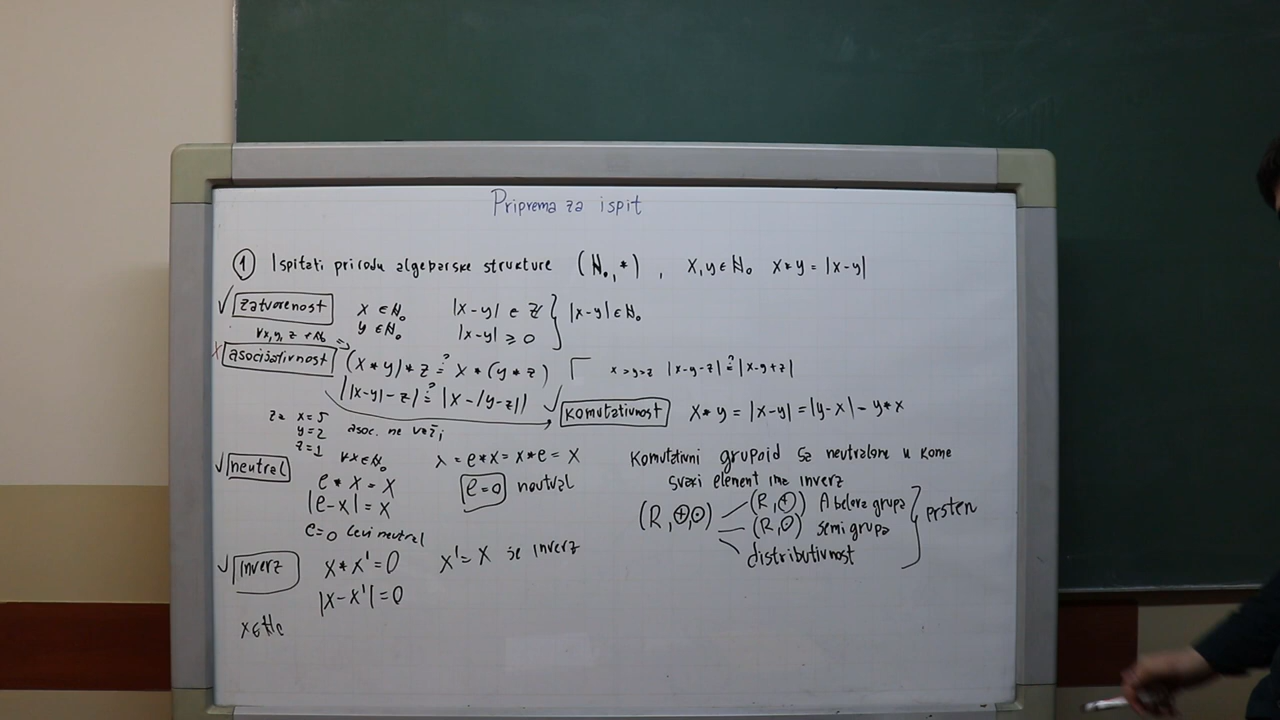 Priprema za ispit
1 Ispitati prirodu algebarske strukture (N₀,*), x,y∈N₀ x*y = |x-y|
✓ zatvorenost x∈N₀ |x-y| ∈ Z } |x-y|∈N₀
y∈N₀ |x-y| ≥ 0
∀x,y,z ∈N₀ =>
x asocijativnost (x*y)*z ≟ x*(y*z) x>y>z |x-y-z| ≟ |x-y+z|
||x-y|-z| ≟ |x-|y-z||
✓ komutativnost x*y = |x-y| = |y-x| = y*x
za x=5
y=2 asoc. ne važi
z=1
✓ neutral ∀x∈N₀ x = e*x = x*e = x
e*x = x e=0 neutral
|e-x| = x
e=0 levi neutral
komutativni grupoid sa neutralom u kome
svaki element ima inverz
(R,⊕,⊙) (R,⊕) Abelova grupa } prsten
(R,⊙) semigrupa
distributivnost
✓ inverz x*x'=0 x'=x je inverz
|x-x'|=0
x∈N₀